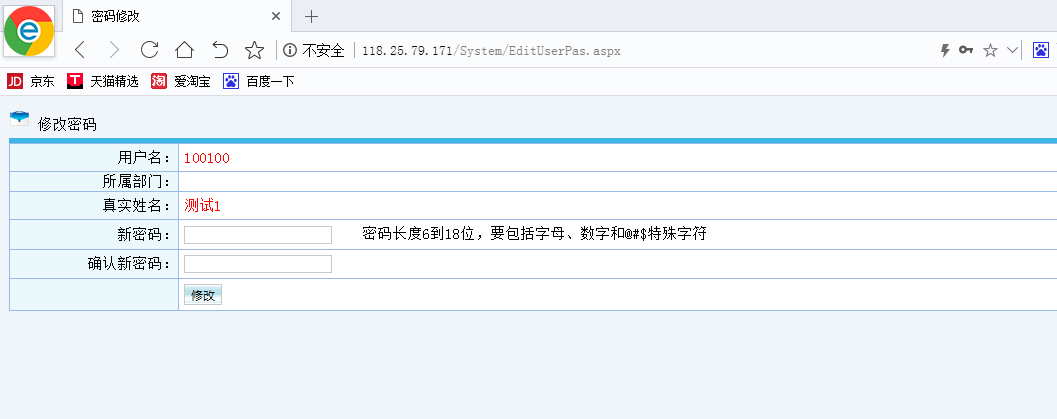 密码修改
不安全 118.25.79.171/System/EditUserPas.aspx
JD 京东 T 天猫精选 淘 爱淘宝 百度一下
修改密码
用户名： 100100
所属部门：
真实姓名： 测试1
新密码： 密码长度6到18位，要包括字母、数字和@#$特殊字符
确认新密码：
修改